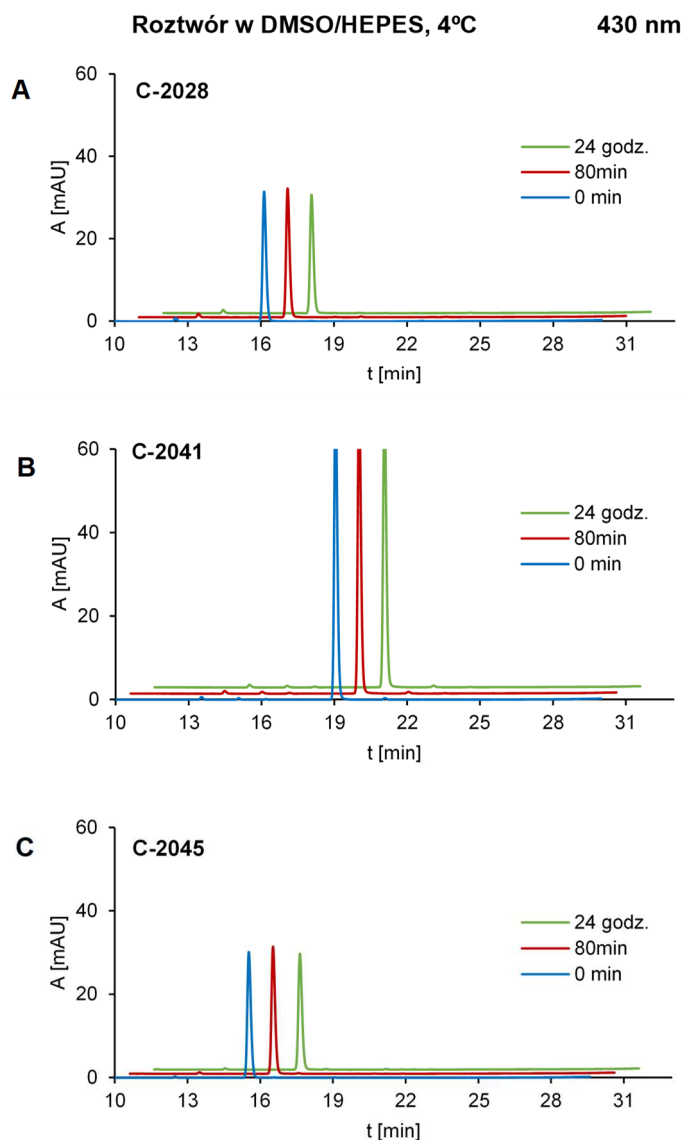 Roztwór w DMSO/HEPES, 4ºC 430 nm
A
C-2028
60
40
20
0
A [mAU]
24 godz.
80min
0 min
10 13 16 19 22 25 28 31
t [min]
B
C-2041
60
40
20
0
A [mAU]
24 godz.
80min
0 min
10 13 16 19 22 25 28 31
t [min]
C
C-2045
60
40
20
0
A [mAU]
24 godz.
80min
0 min
10 13 16 19 22 25 28 31
t [min]